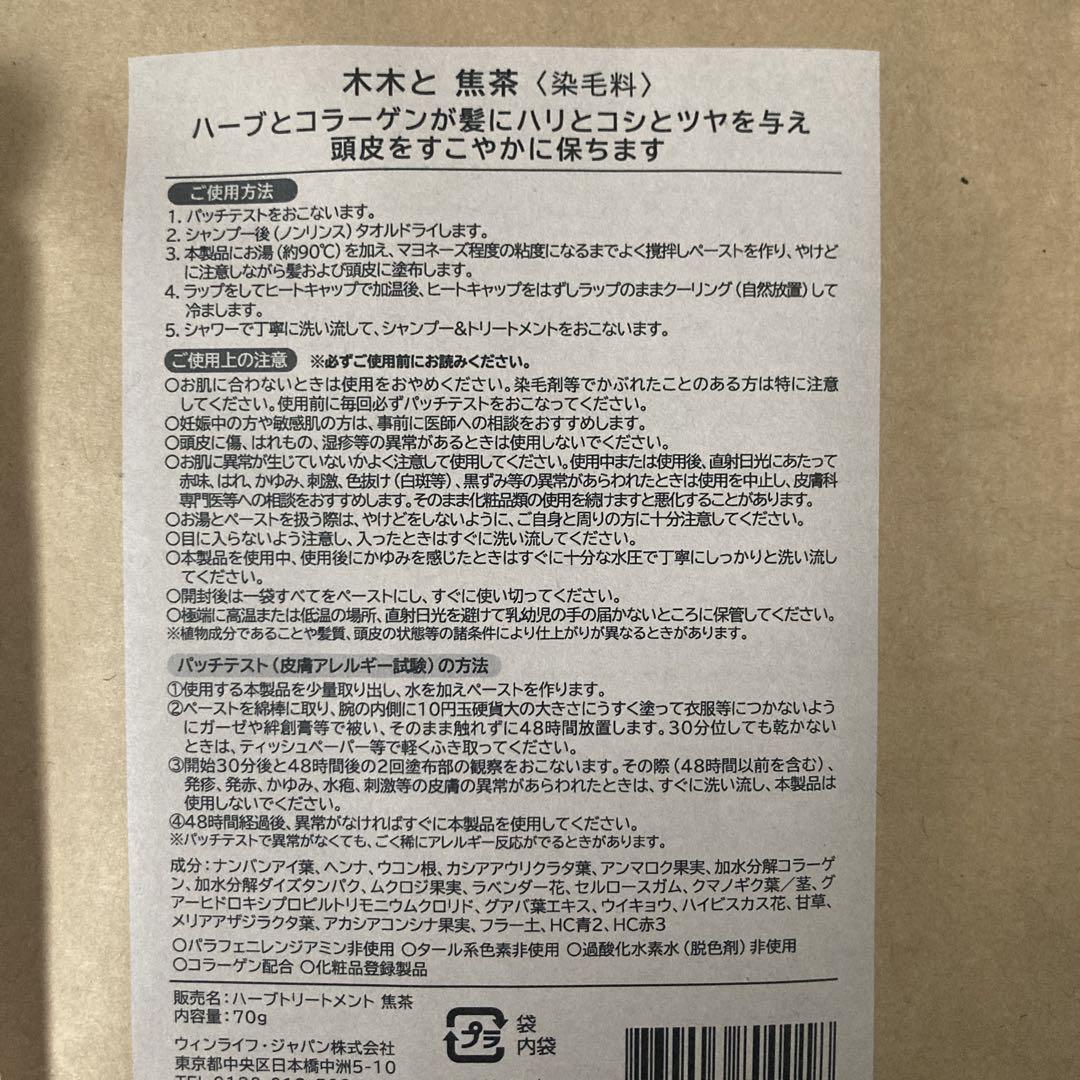 木木と 焦茶〈染毛料〉
ハーブとコラーゲンが髪にハリとコシとツヤを与え
頭皮をすこやかに保ちます
ご使用方法
1. パッチテストをおこないます。
2. シャンプー後（ノンリンス）タオルドライします。
3. 本製品にお湯（約90℃）を加え、マヨネーズ程度の粘度になるまでよく攪拌しペーストを作り、やけど
に注意しながら髪および頭皮に塗布します。
4. ラップをしてヒートキャップで加温後、ヒートキャップをはずしラップのままクーリング（自然放置）して
冷まします。
5. シャワーで丁寧に洗い流して、シャンプー&トリートメントをおこないます。
ご使用上の注意 ※必ずご使用前にお読みください。
○お肌に合わないときは使用をおやめください。染毛剤等でかぶれたことのある方は特に注意
してください。使用前に毎回必ずパッチテストをおこなってください。
○妊娠中の方や敏感肌の方は、事前に医師への相談をおすすめします。
○頭皮に傷、はれもの、湿疹等の異常があるときは使用しないでください。
○お肌に異常が生じていないかよく注意して使用してください。使用中または使用後、直射日光にあたって
赤味、はれ、かゆみ、刺激、色抜け（白斑等）、黒ずみ等の異常があらわれたときは使用を中止し、皮膚科
専門医等への相談をおすすめします。そのまま化粧品類の使用を続けますと悪化することがあります。
○お湯とペーストを扱う際は、やけどをしないように、ご自身と周りの方に十分注意してください。
○目に入らないよう注意し、入ったときはすぐに洗い流してください。
○本製品を使用中、使用後にかゆみを感じたときはすぐに十分な水圧で丁寧にしっかりと洗い流し
てください。
○開封後は一袋すべてをペーストにし、すぐに使い切ってください。
○極端に高温または低温の場所、直射日光を避けて乳幼児の手の届かないところに保管してください。
※植物成分であることや髪質、頭皮の状態等の諸条件により仕上がりが異なるときがあります。
パッチテスト（皮膚アレルギー試験）の方法
①使用する本製品を少量取り出し、水を加えペーストを作ります。
②ペーストを綿棒に取り、腕の内側に10円玉硬貨大の大きさにうすく塗って衣服等につかないよう
にガーゼや絆創膏等で被い、そのまま触れずに48時間放置します。30分位しても乾かない
ときは、ティッシュペーパー等で軽くふき取ってください。
③開始30分後と48時間後の2回塗布部の観察をおこないます。その際（48時間以前を含む）、
発疹、発赤、かゆみ、水疱、刺激等の皮膚の異常があらわれたときは、すぐに洗い流し、本製品は
使用しないでください。
④48時間経過後、異常がなければすぐに本製品を使用してください。
※パッチテストで異常がなくても、ごく稀にアレルギー反応がでるときがあります。
成分：ナンバンアイ葉、ヘンナ、ウコン根、カシアアウリクラタ葉、アンマロク果実、加水分解コラーゲ
ン、加水分解ダイズタンパク、ムクロジ果実、ラベンダー花、セルロースガム、クマノギク葉／茎、グ
アーヒドロキシプロピルトリモニウムクロリド、グアバ葉エキス、ウイキョウ、ハイビスカス花、甘草、
メリアアザジラクタ葉、アカシアコンシナ果実、フラー土、HC青2、HC赤3
○パラフェニレンジアミン非使用 ○タール系色素非使用 ○過酸化水素水（脱色剤）非使用
○コラーゲン配合 ○化粧品登録製品
販売名：ハーブトリートメント 焦茶
内容量：70g
ウィンライフ・ジャパン株式会社
東京都中央区日本橋中洲5-10
プラ
袋
内袋